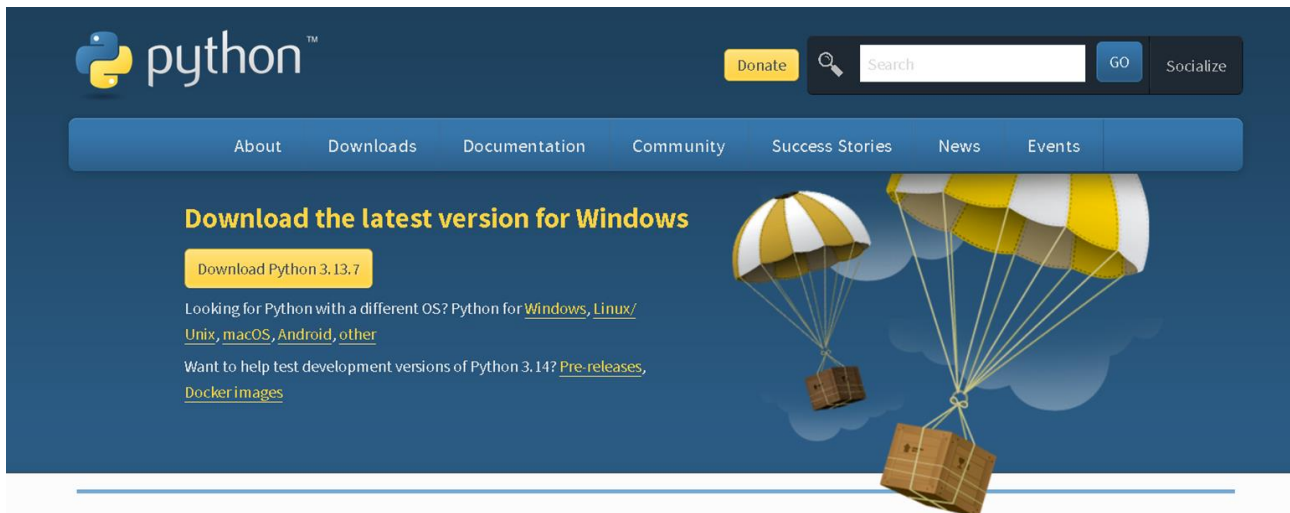 python™
Donate
Search
GO
Socialize
About Downloads Documentation Community Success Stories News Events
Download the latest version for Windows
Download Python 3.13.7
Looking for Python with a different OS? Python for Windows, Linux/
Unix, macOS, Android, other
Want to help test development versions of Python 3.14? Pre-releases,
Docker images